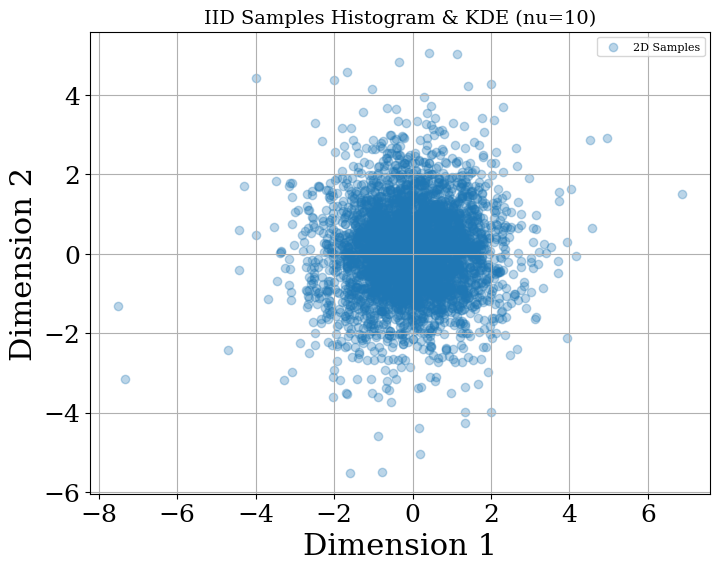 IID Samples Histogram & KDE (nu=10)
2D Samples
Dimension 2
4
2
0
−2
−4
−6
−8 −6 −4 −2 0 2 4 6
Dimension 1